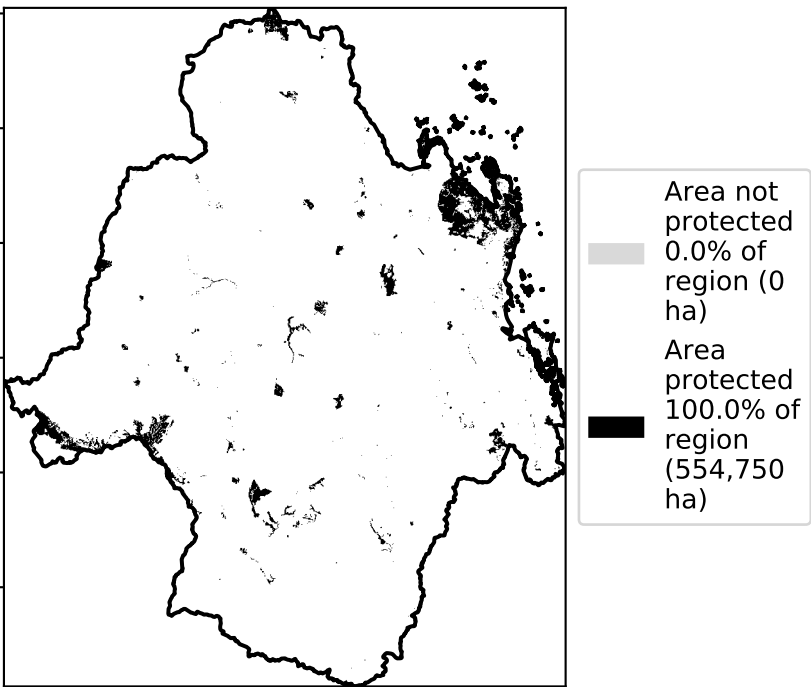 Area not
protected
0.0% of
region (0
ha)
Area
protected
100.0% of
region
(554,750
ha)